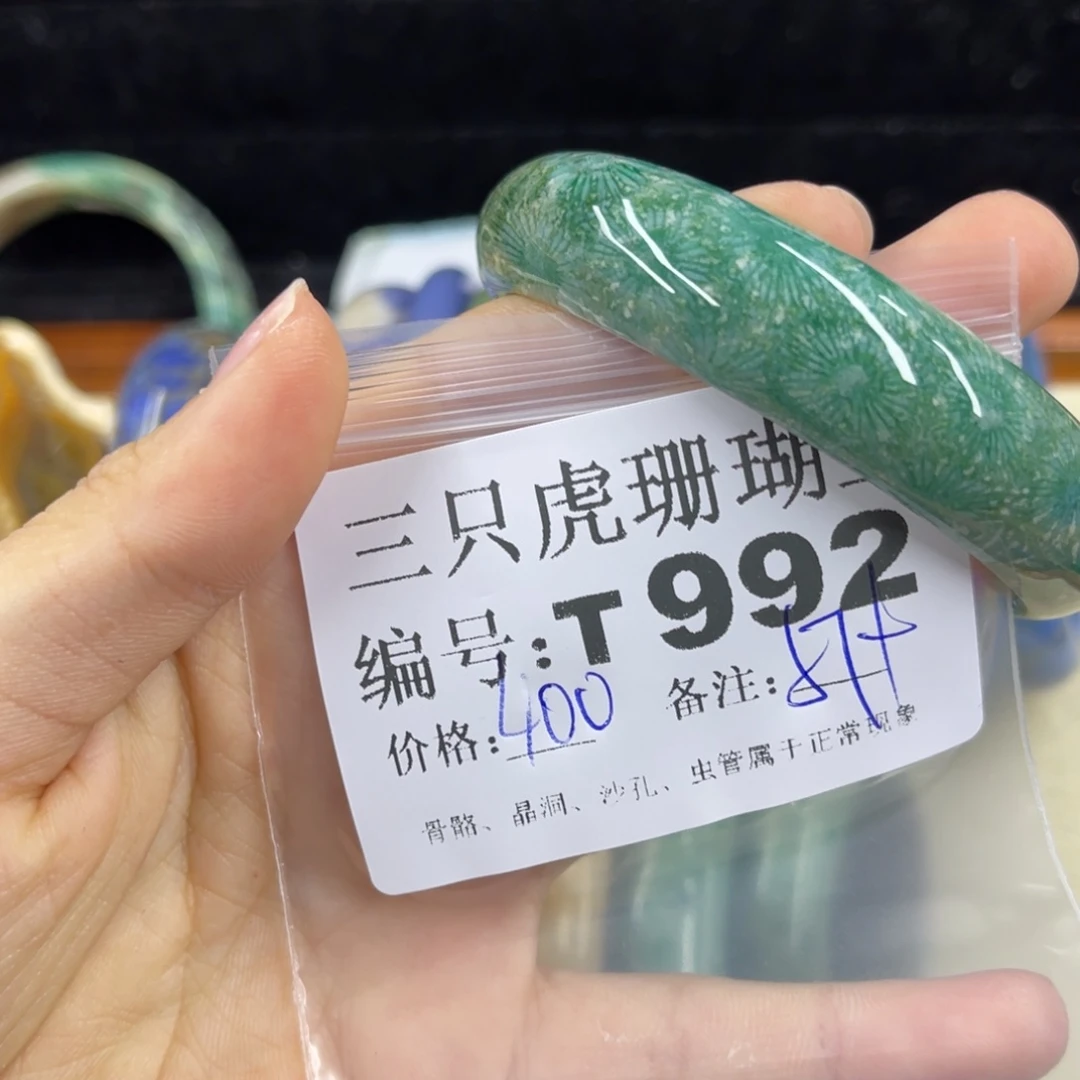 三只虎珊瑚
编号:T992
价格:400 备注:
骨骼、晶洞、沙孔、虫管属于正常现象